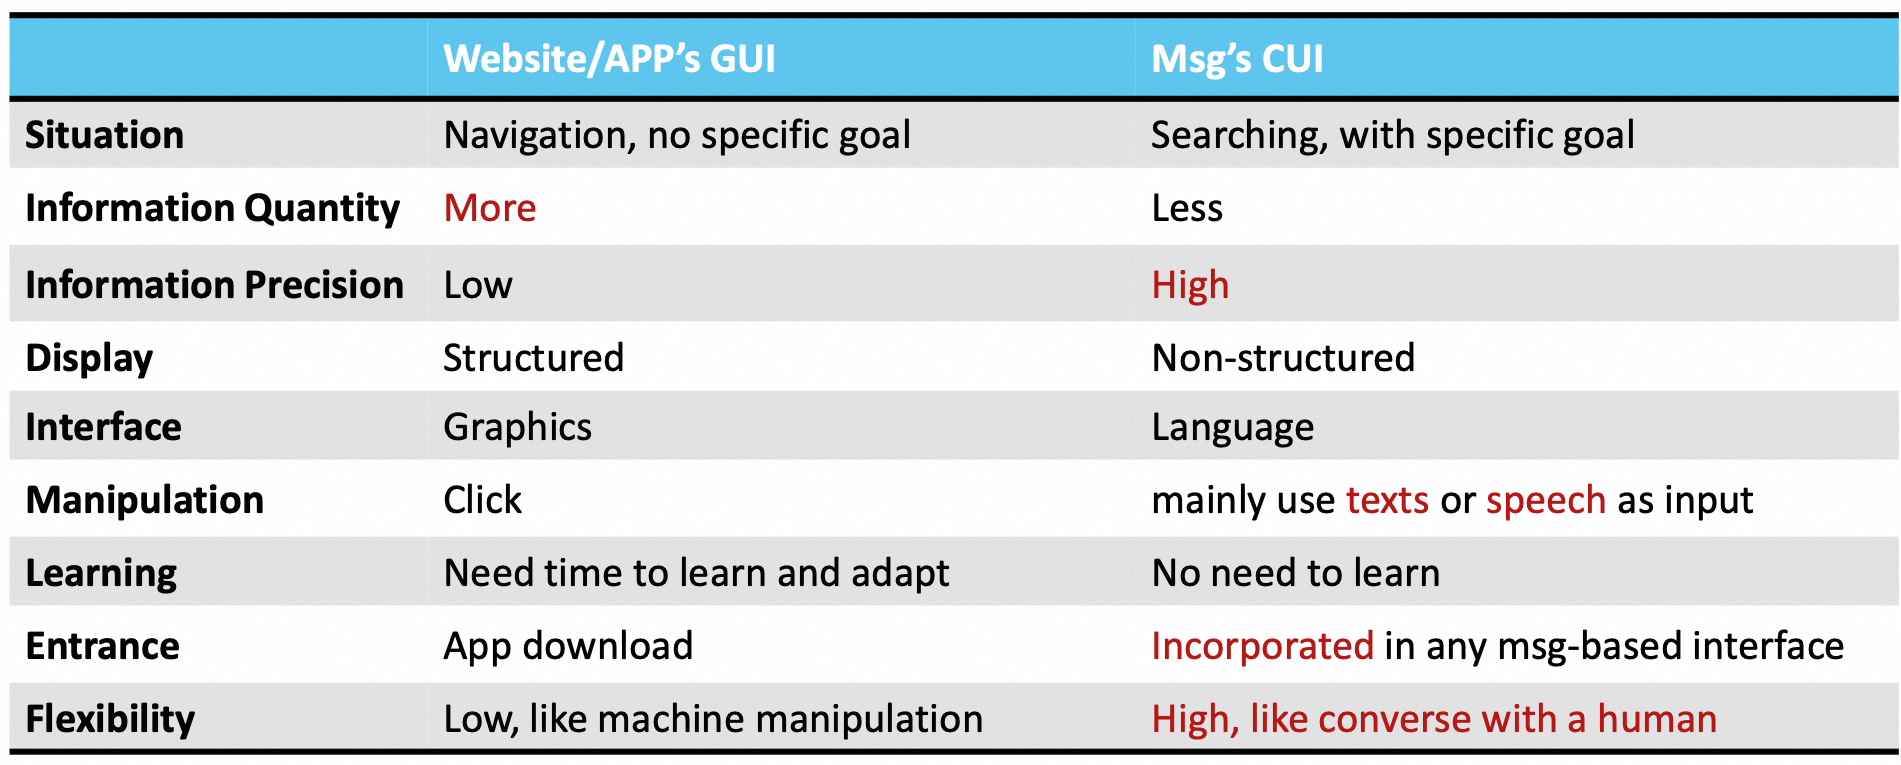 Website/APP’s GUI Msg’s CUI
Situation Navigation, no specific goal Searching, with specific goal
Information Quantity More Less
Information Precision Low High
Display Structured Non-structured
Interface Graphics Language
Manipulation Click mainly use texts or speech as input
Learning Need time to learn and adapt No need to learn
Entrance App download Incorporated in any msg-based interface
Flexibility Low, like machine manipulation High, like converse with a human